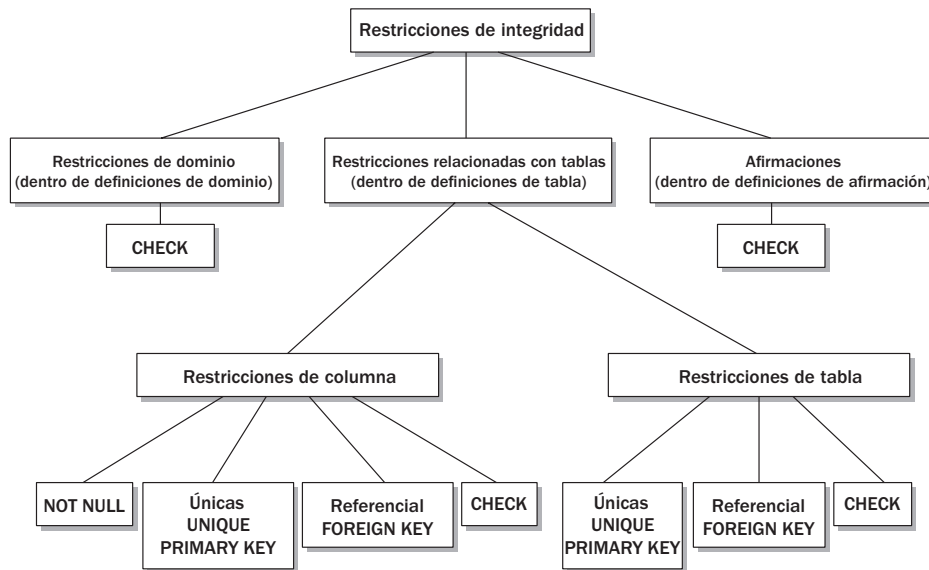 Restricciones de integridad
Restricciones de dominio
(dentro de definiciones de dominio)
Restricciones relacionadas con tablas
(dentro de definiciones de tabla)
Afirmaciones
(dentro de definiciones de afirmación)
CHECK
CHECK
Restricciones de columna
Restricciones de tabla
NOT NULL
Únicas
UNIQUE
PRIMARY KEY
Referencial
FOREIGN KEY
CHECK
Únicas
UNIQUE
PRIMARY KEY
Referencial
FOREIGN KEY
CHECK